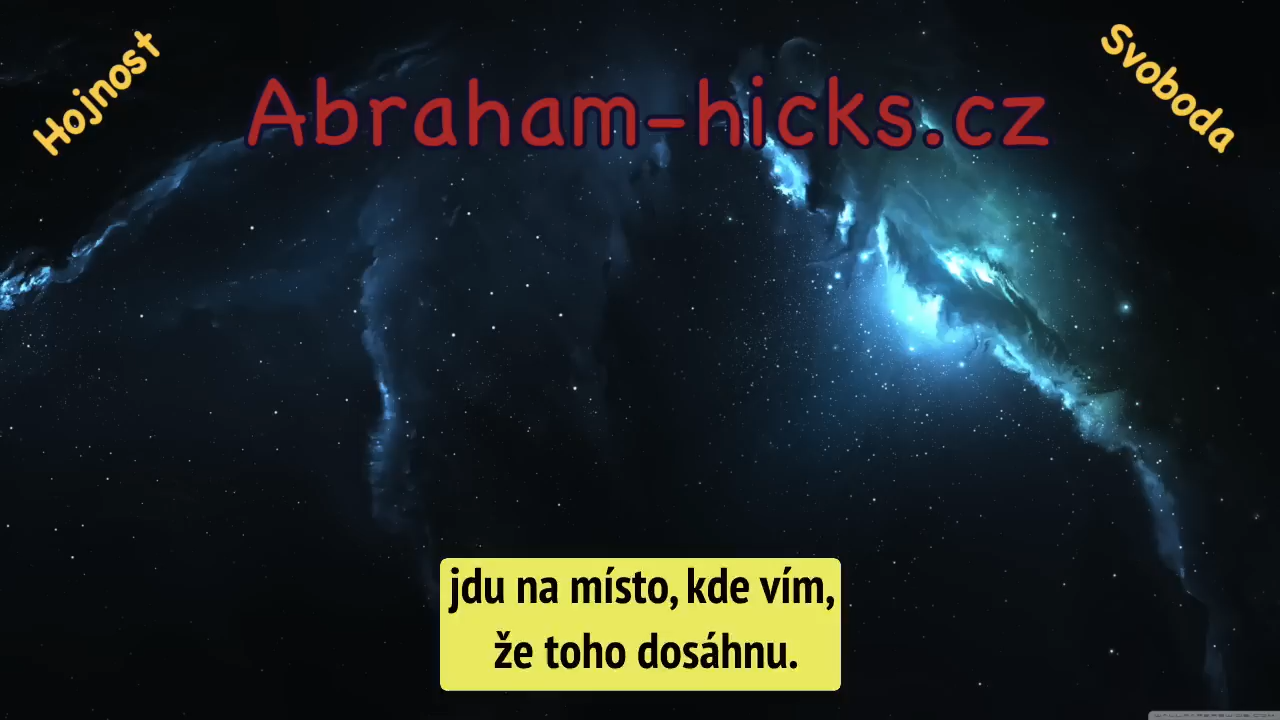 Hojnost
Svoboda
Abraham-hicks.cz
jdu na místo, kde vím,
že toho dosáhnu.